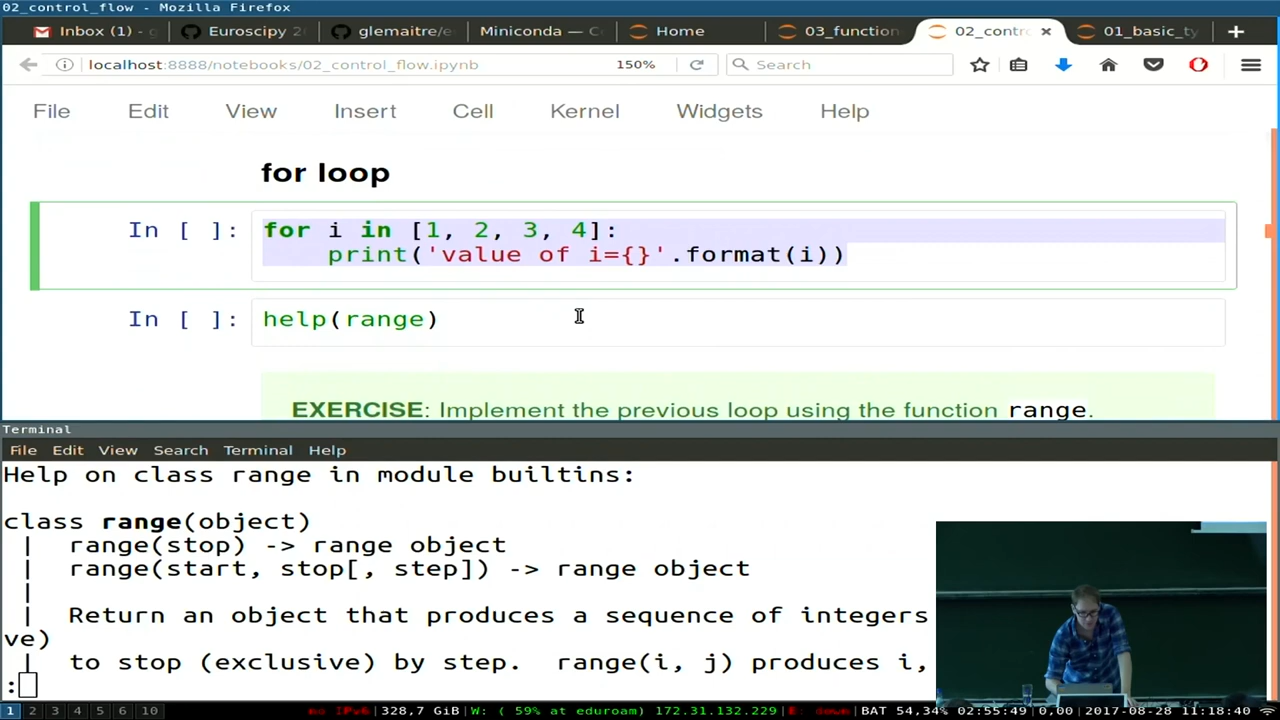 02_control_flow - Mozilla Firefox
Inbox (1) - g
Euroscipy 2
glemaitre/e
Miniconda — C
Home
03_function
02_contr
01_basic_ty
localhost:8888/notebooks/02_control_flow.ipynb
150%
Search
File Edit View Insert Cell Kernel Widgets Help
for loop
In [ ]: for i in [1, 2, 3, 4]:
print('value of i={}'.format(i))
In [ ]: help(range)
EXERCISE: Implement the previous loop using the function range.
Terminal
File Edit View Search Terminal Help
Help on class range in module builtins:
class range(object)
| range(stop) -> range object
| range(start, stop[, step]) -> range object
|
| Return an object that produces a sequence of integers
ve)
| to stop (exclusive) by step. range(i, j) produces i,
:
1 2 3 4 5 6 10 no IPv6|328,7 GiB|W: ( 59% at eduroam) 172.31.132.229|E: down|BAT 54,34% 02:55:49|0,00|2017-08-28 11:18:40